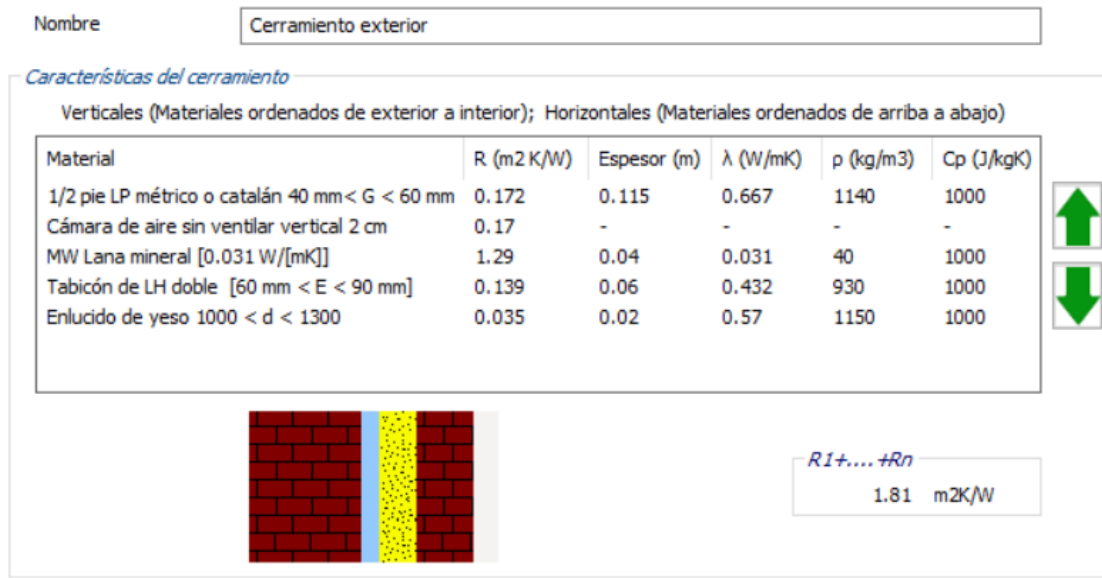 Nombre Cerramiento exterior
Características del cerramiento
Verticales (Materiales ordenados de exterior a interior); Horizontales (Materiales ordenados de arriba a abajo)
Material R (m2 K/W) Espesor (m) λ (W/mK) ρ (kg/m3) Cp (J/kgK)
1/2 pie LP métrico o catalán 40 mm< G < 60 mm 0.172 0.115 0.667 1140 1000
Cámara de aire sin ventilar vertical 2 cm 0.17 - - - -
MW Lana mineral [0.031 W/[mK]] 1.29 0.04 0.031 40 1000
Tabicón de LH doble [60 mm < E < 90 mm] 0.139 0.06 0.432 930 1000
Enlucido de yeso 1000 < d < 1300 0.035 0.02 0.57 1150 1000
R1+....+Rn
1.81 m2K/W